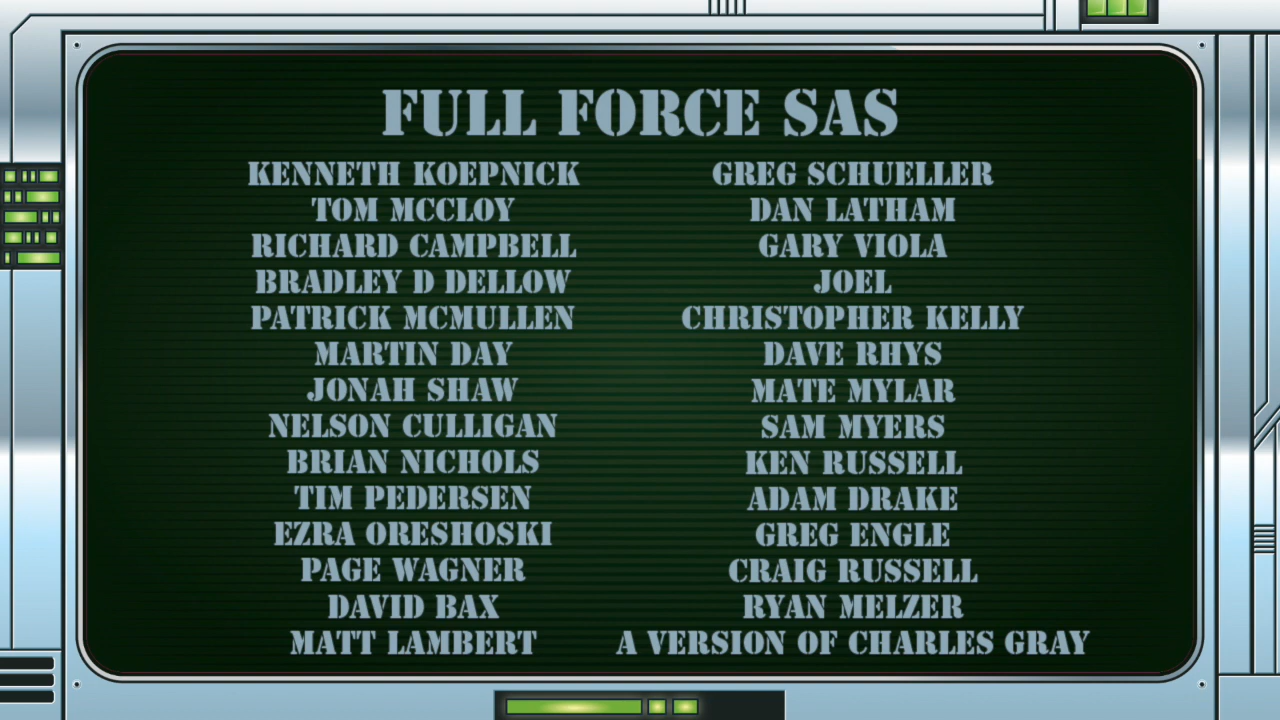 FULL FORCE SAS
KENNETH KOEPNICK
TOM MCCLOY
RICHARD CAMPBELL
BRADLEY D DELLOW
PATRICK MCMULLEN
MARTIN DAY
JONAH SHAW
NELSON CULLIGAN
BRIAN NICHOLS
TIM PEDERSEN
EZRA ORESHOSKI
PAGE WAGNER
DAVID BAX
MATT LAMBERT
GREG SCHUELLER
DAN LATHAM
GARY VIOLA
JOEL
CHRISTOPHER KELLY
DAVE RHYS
MATE MYLAR
SAM MYERS
KEN RUSSELL
ADAM DRAKE
GREG ENGLE
CRAIG RUSSELL
RYAN MELZER
A VERSION OF CHARLES GRAY